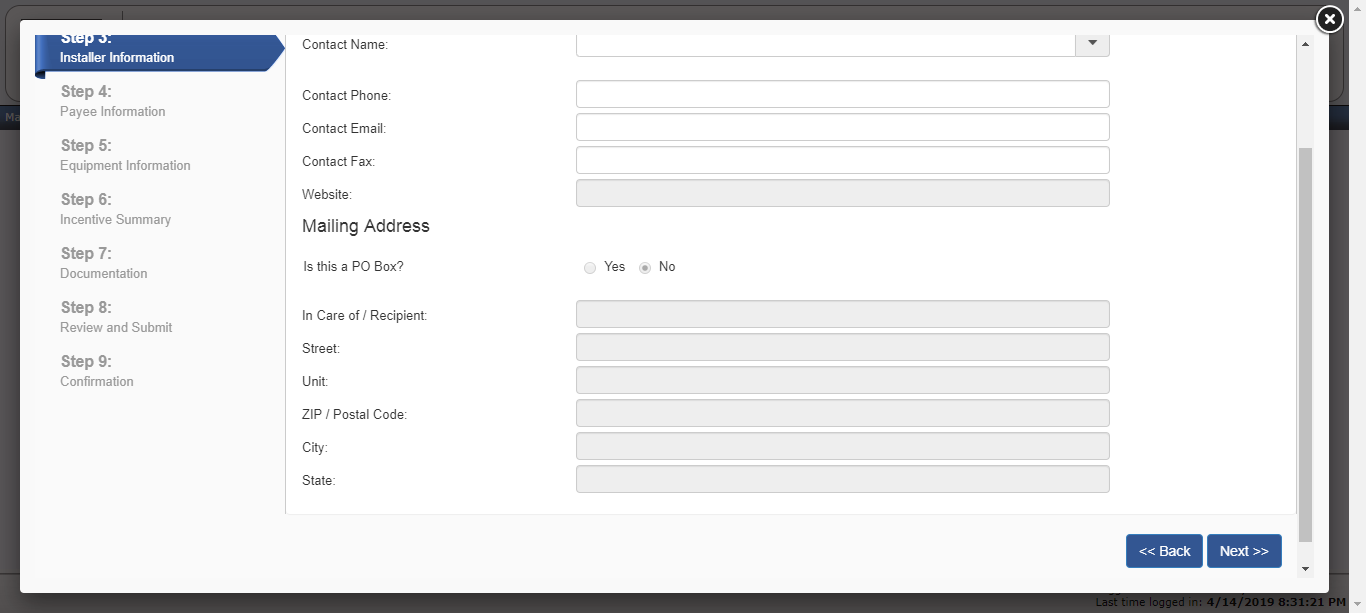 Step 3:
Installer Information
Step 4:
Payee Information
Step 5:
Equipment Information
Step 6:
Incentive Summary
Step 7:
Documentation
Step 8:
Review and Submit
Step 9:
Confirmation
Contact Name:
Contact Phone:
Contact Email:
Contact Fax:
Website:
Mailing Address
Is this a PO Box? Yes No
In Care of / Recipient:
Street:
Unit:
ZIP / Postal Code:
City:
State:
<< Back Next >>
Last time logged in: 4/14/2019 8:31:21 PM